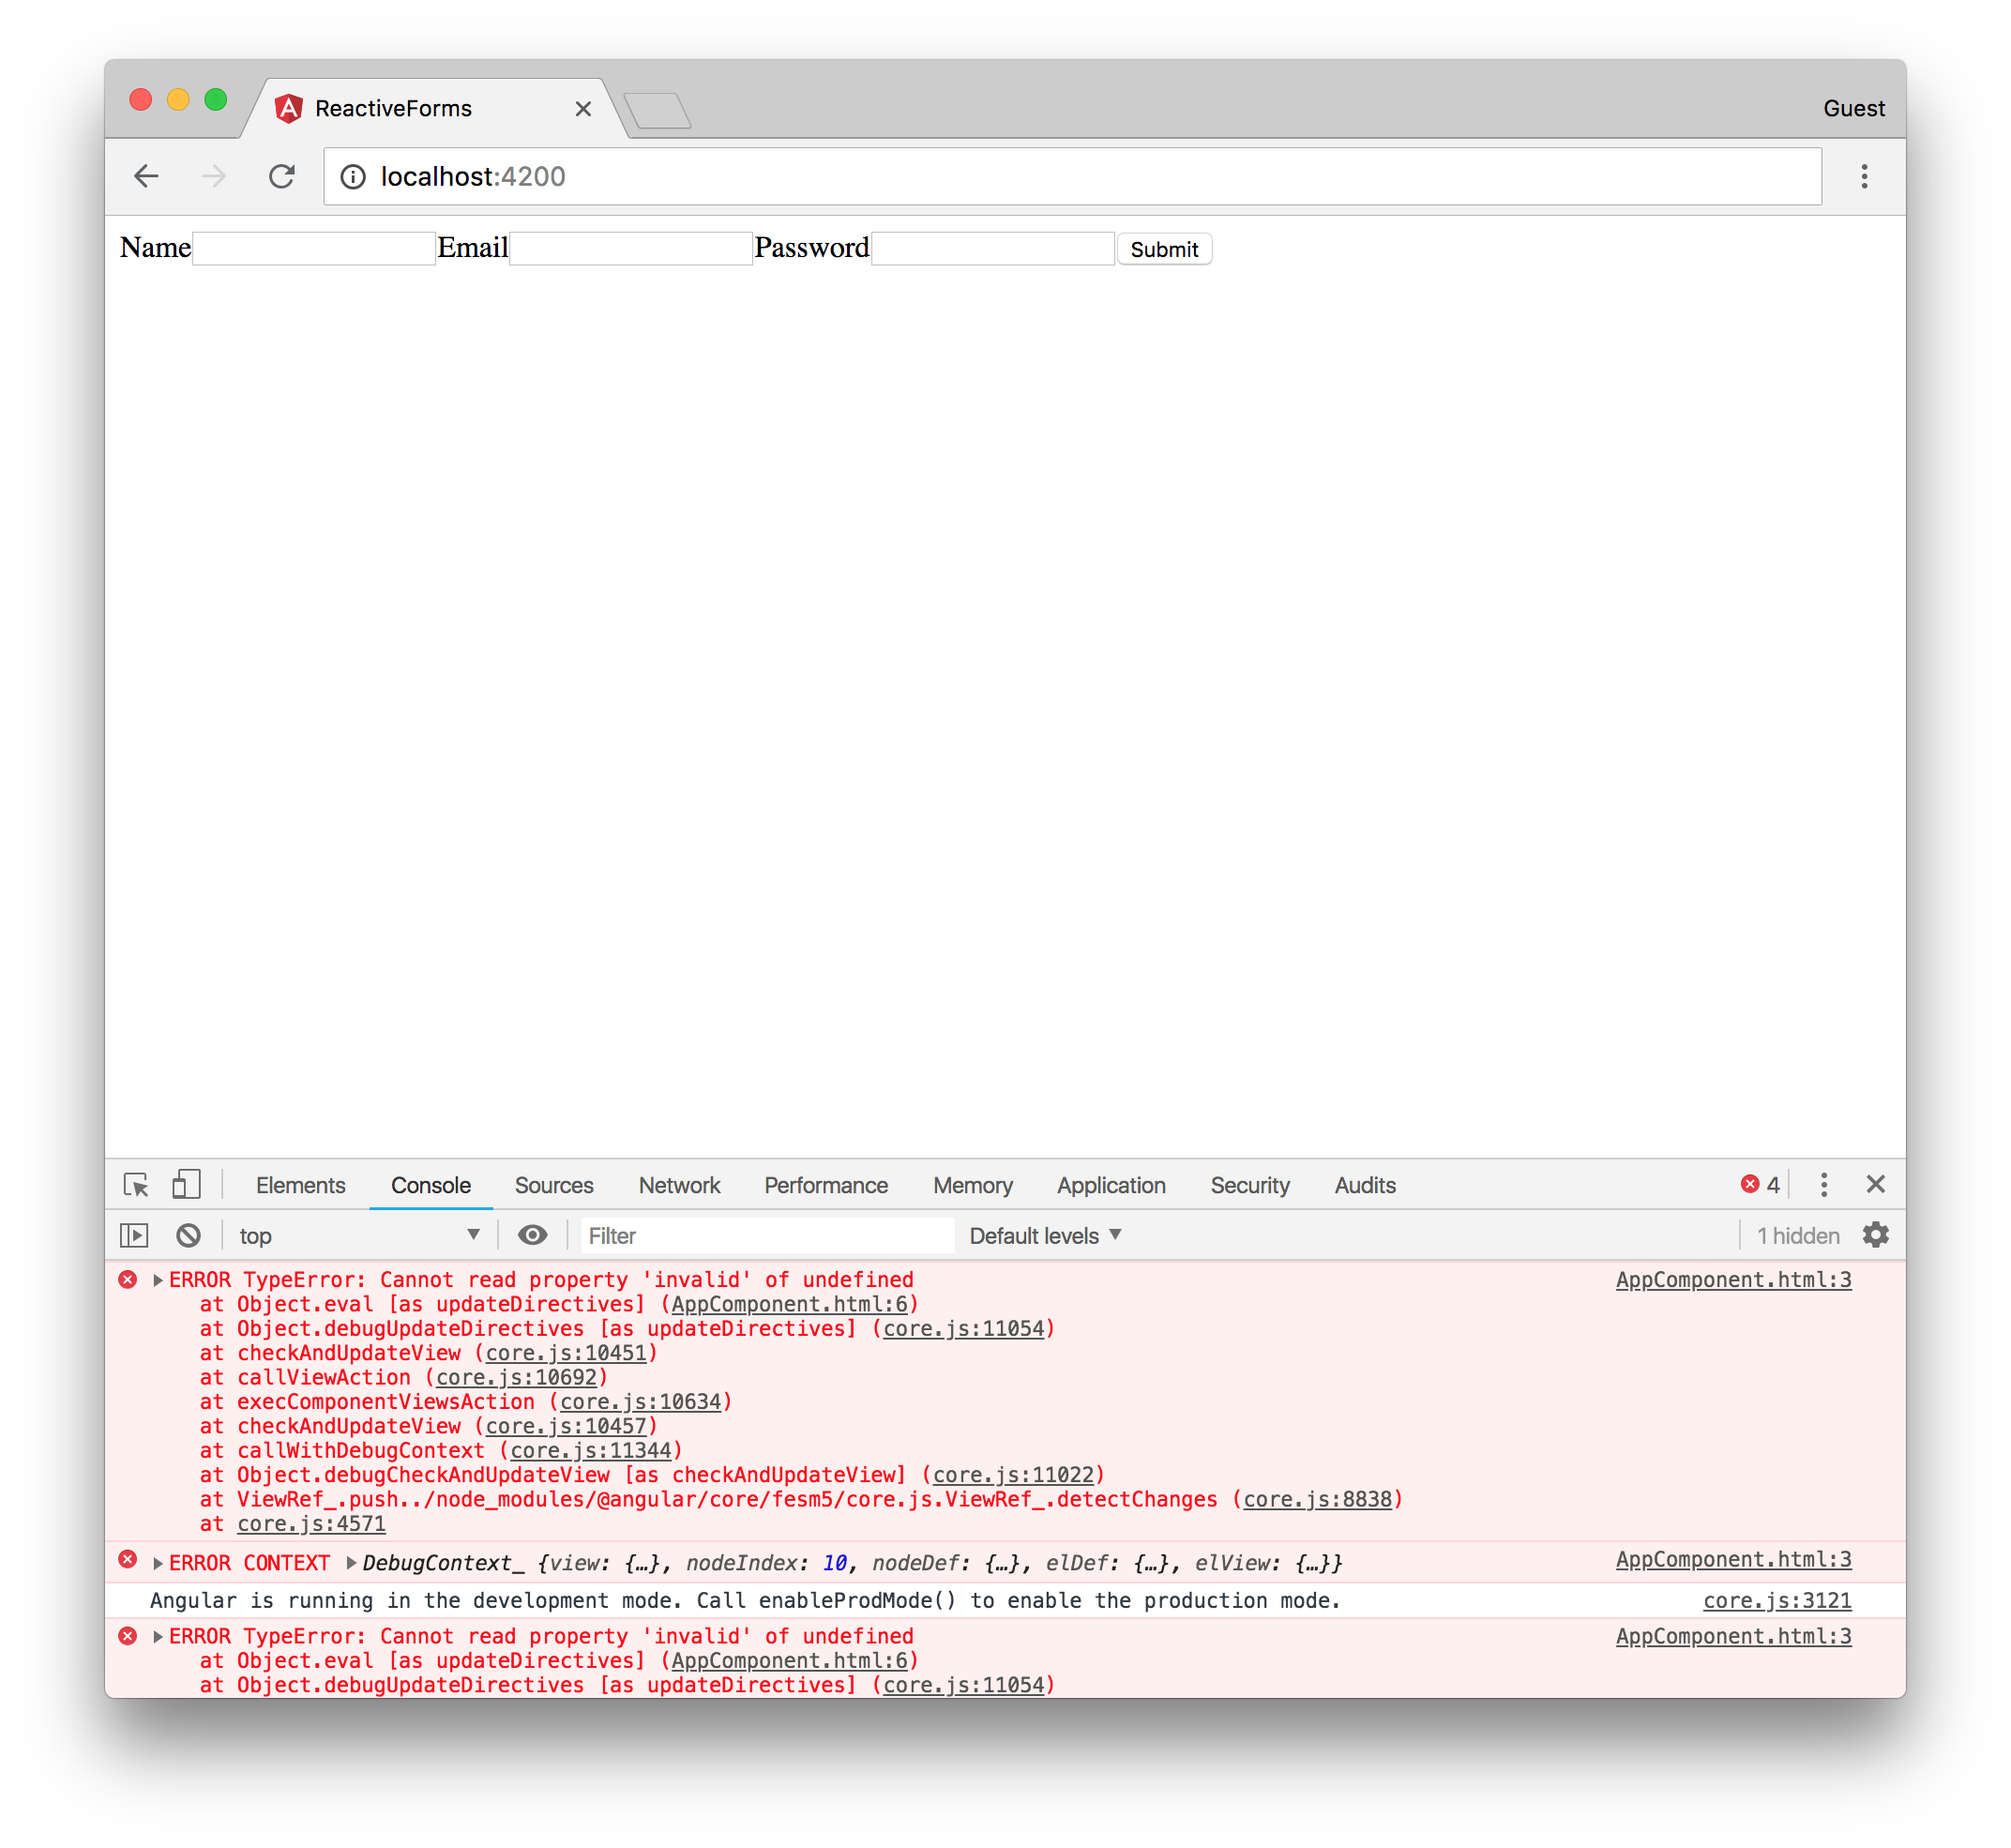 ReactiveForms
Guest
localhost:4200
Name Email Password Submit
Elements Console Sources Network Performance Memory Application Security Audits 4
top Filter Default levels 1 hidden
ERROR TypeError: Cannot read property 'invalid' of undefined AppComponent.html:3
at Object.eval [as updateDirectives] (AppComponent.html:6)
at Object.debugUpdateDirectives [as updateDirectives] (core.js:11054)
at checkAndUpdateView (core.js:10451)
at callViewAction (core.js:10692)
at execComponentViewsAction (core.js:10634)
at checkAndUpdateView (core.js:10457)
at callWithDebugContext (core.js:11344)
at Object.debugCheckAndUpdateView [as checkAndUpdateView] (core.js:11022)
at ViewRef_.push../node_modules/@angular/core/fesm5/core.js.ViewRef_.detectChanges (core.js:8838)
at core.js:4571
ERROR CONTEXT DebugContext_ {view: {…}, nodeIndex: 10, nodeDef: {…}, elDef: {…}, elView: {…}} AppComponent.html:3
Angular is running in the development mode. Call enableProdMode() to enable the production mode. core.js:3121
ERROR TypeError: Cannot read property 'invalid' of undefined AppComponent.html:3
at Object.eval [as updateDirectives] (AppComponent.html:6)
at Object.debugUpdateDirectives [as updateDirectives] (core.js:11054)